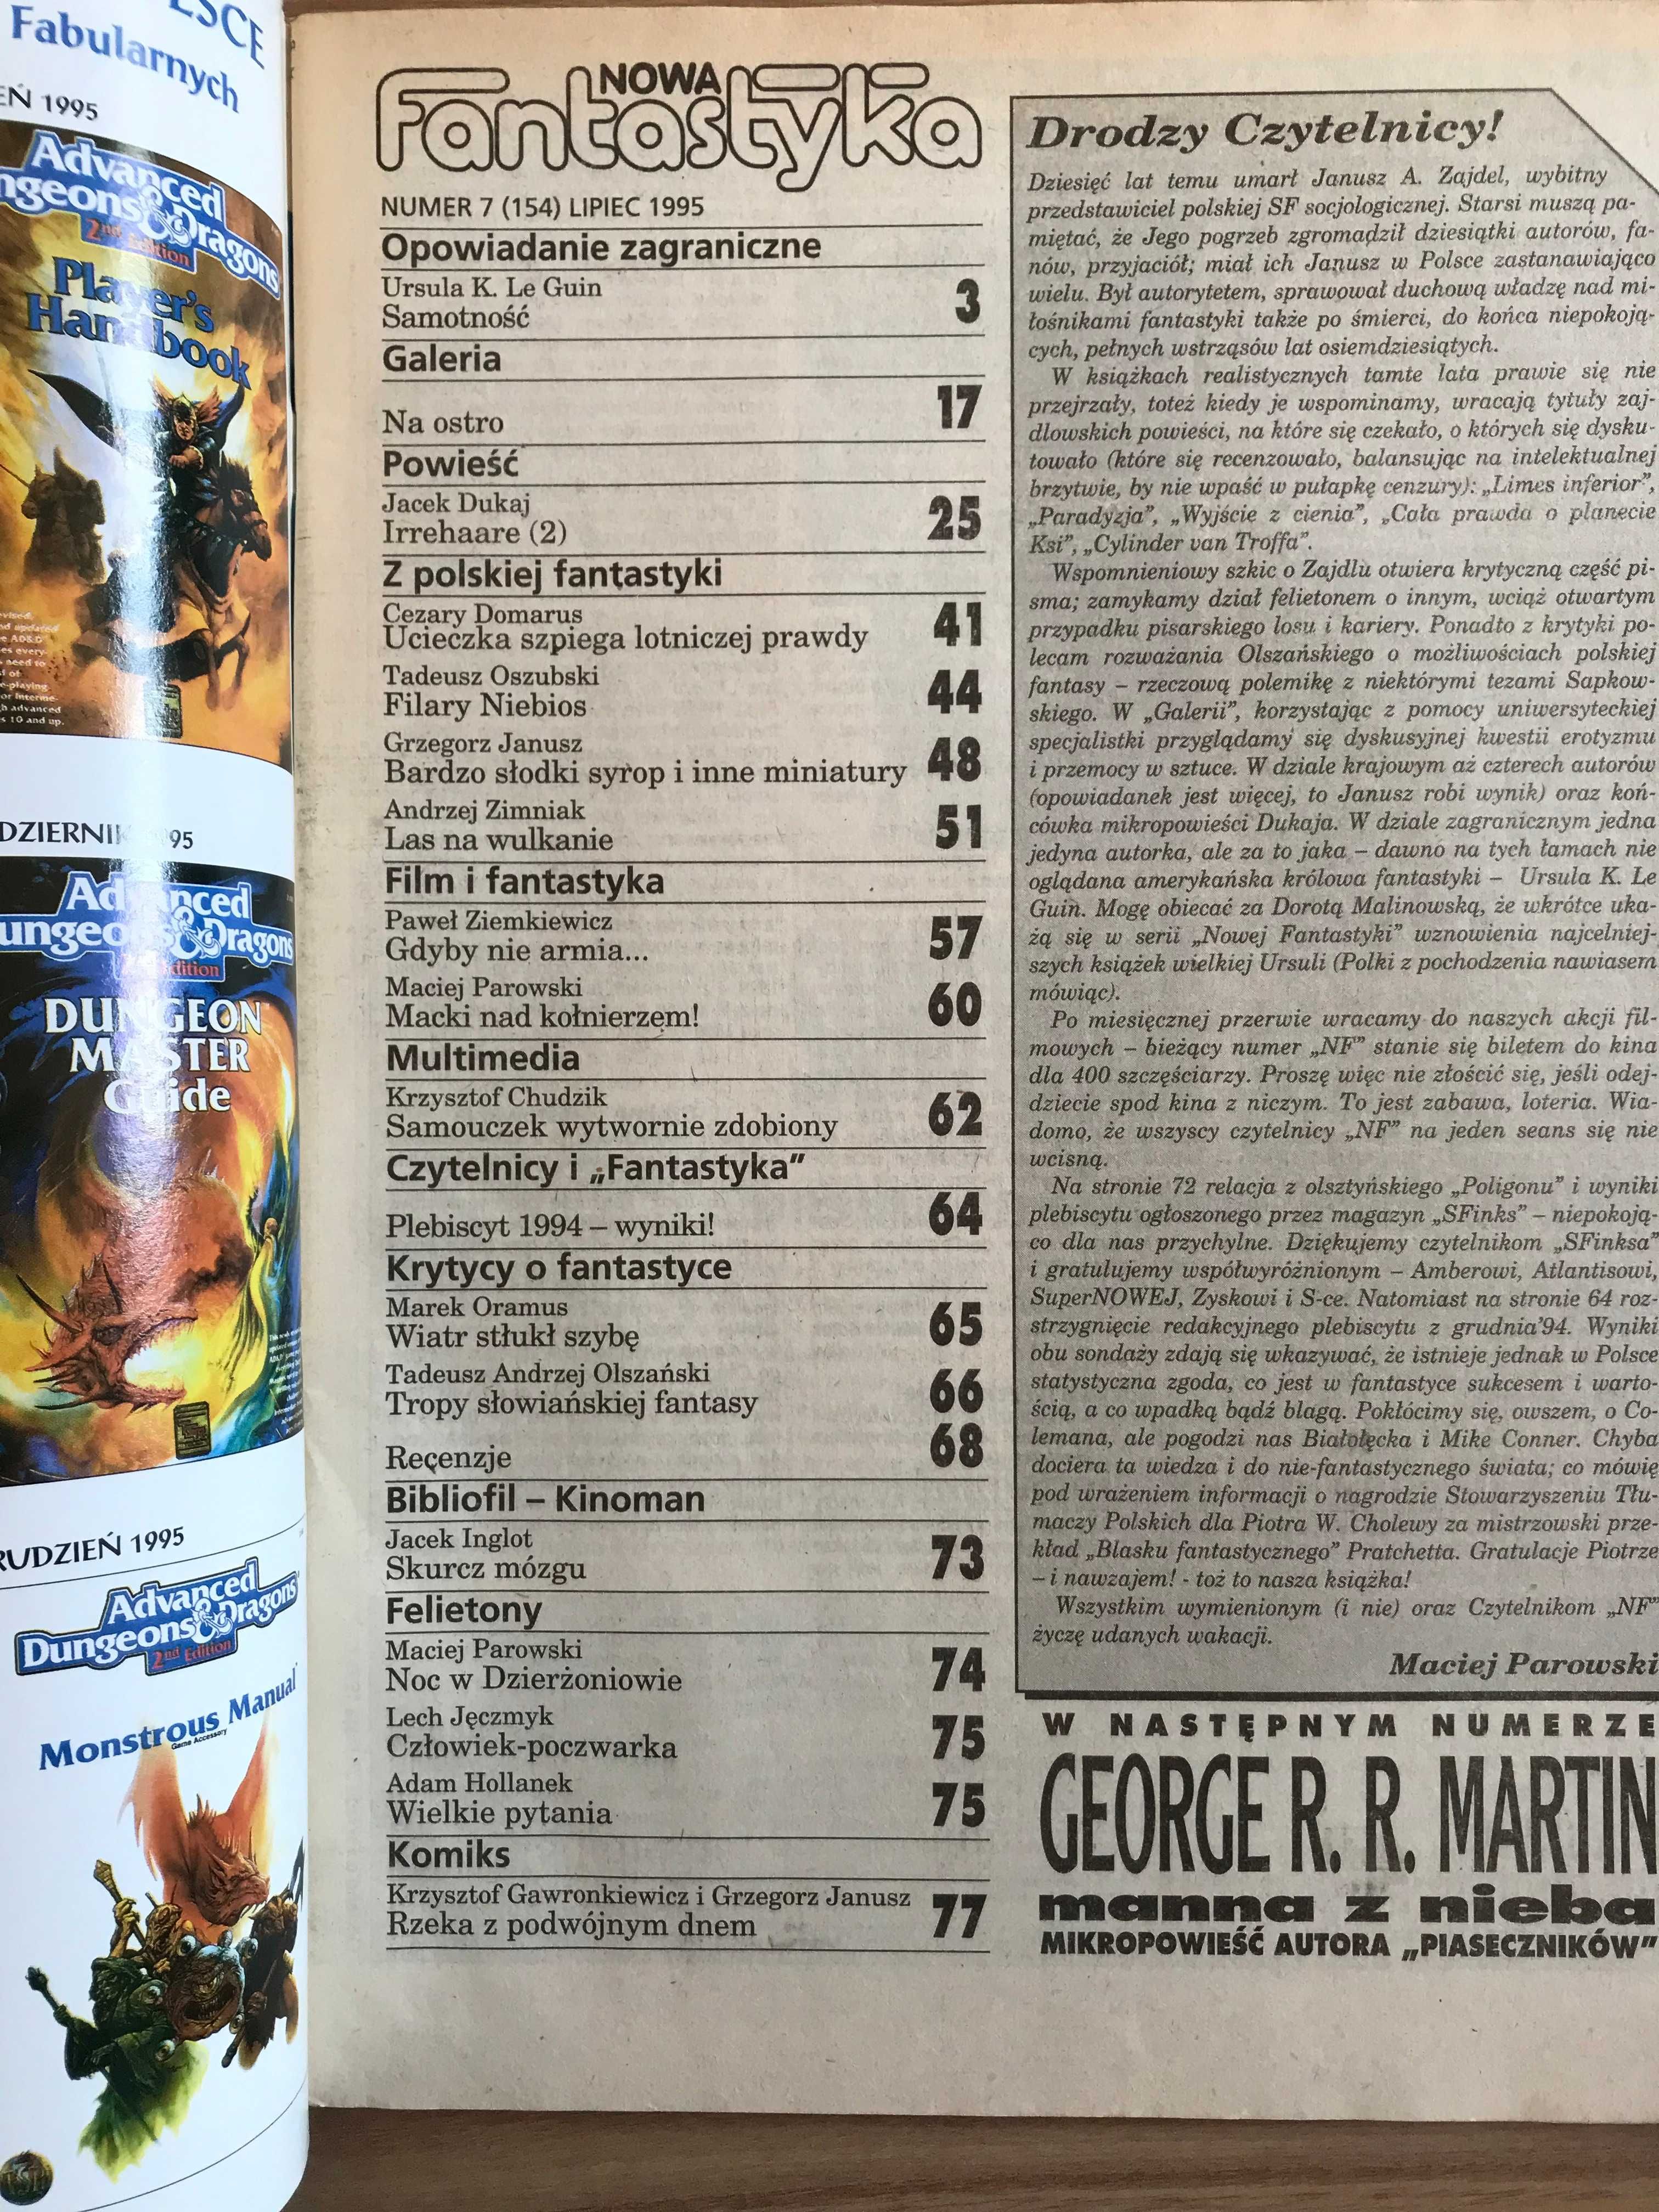 Fabularnych
1995
Advanced
Dragons
2nd Edition
Player's
Handbook
95
Dragons
DUNGEON
MASTER
Guide
1995
Advanced
Dungeons & Dragons
2nd Edition
Monstrous Manual
Game Accessory
NOWA
Fantastyka
NUMER 7 (154) LIPIEC 1995
Opowiadanie zagraniczne
Ursula K. Le Guin
Samotność 3
Galeria
Na ostro 17
Powieść
Jacek Dukaj
Irrehaare (2) 25
Z polskiej fantastyki
Cezary Domarus
Ucieczka szpiega lotniczej prawdy 41
Tadeusz Oszubski
Filary Niebios 44
Grzegorz Janusz
Bardzo słodki syrop i inne miniatury 48
Andrzej Zimniak
Las na wulkanie 51
Film i fantastyka
Paweł Ziemkiewicz
Gdyby nie armia... 57
Maciej Parowski
Macki nad kołnierzem! 60
Multimedia
Krzysztof Chudzik
Samouczek wytwornie zdobiony 62
Czytelnicy i „Fantastyka”
Plebiscyt 1994 – wyniki! 64
Krytycy o fantastyce
Marek Oramus
Wiatr stłukł szybę 65
Tadeusz Andrzej Olszański
Tropy słowiańskiej fantasy 66
Recenzje 68
Bibliofil – Kinoman
Jacek Inglot
Skurcz mózgu 73
Felietony
Maciej Parowski
Noc w Dzierżoniowie 74
Lech Jęczmyk
Człowiek-poczwarka 75
Adam Hollanek
Wielkie pytania 75
Komiks
Krzysztof Gawronkiewicz i Grzegorz Janusz
Rzeka z podwójnym dnem 77
Drodzy Czytelnicy!
Dziesięć lat temu umarł Janusz A. Zajdel, wybitny
przedstawiciel polskiej SF socjologicznej. Starsi muszą pa-
miętać, że Jego pogrzeb zgromadził dziesiątki autorów, fa-
nów, przyjaciół; miał ich Janusz w Polsce zastanawiająco
wielu. Był autorytetem, sprawował duchową władzę nad mi-
łośnikami fantastyki także po śmierci, do końca niepokoją-
cych, pełnych wstrząsów lat osiemdziesiątych.
W książkach realistycznych tamte lata prawie się nie
przejrzały, toteż kiedy je wspominamy, wracają tytuły zaj-
dlowskich powieści, na które się czekało, o których się dysku-
towało (które się recenzowało, balansując na intelektualnej
brzytwie, by nie wpaść w pułapkę cenzury): „Limes inferior”,
„Paradyzja”, „Wyjście z cienia”, „Cała prawda o planecie
Ksi”, „Cylinder van Troffa”.
Wspomnieniowy szkic o Zajdlu otwiera krytyczną część pi-
sma; zamykamy dział felietonem o innym, wciąż otwartym
przypadku pisarskiego losu i kariery. Ponadto z krytyki po-
lecam rozważania Olszańskiego o możliwościach polskiej
fantasy – rzeczową polemikę z niektórymi tezami Sapkow-
skiego. W „Galerii”, korzystając z pomocy uniwersyteckiej
specjalistki przyglądamy się dyskusyjnej kwestii erotyzmu
i przemocy w sztuce. W dziale krajowym aż czterech autorów
(opowiadanek jest więcej, to Janusz robi wynik) oraz koń-
cówka mikropowieści Dukaja. W dziale zagranicznym jedna
jedyna autorka, ale za to jaka – dawno na tych łamach nie
oglądana amerykańska królowa fantastyki – Ursula K. Le
Guin. Mogę obiecać za Dorotą Malinowską, że wkrótce uka-
żą się w serii „Nowej Fantastyki” wznowienia najcelniej-
szych książek wielkiej Ursuli (Polki z pochodzenia nawiasem
mówiąc).
Po miesięcznej przerwie wracamy do naszych akcji fil-
mowych – bieżący numer „NF” stanie się biletem do kina
dla 400 szczęściarzy. Proszę więc nie złościć się, jeśli odej-
dziecie spod kina z niczym. To jest zabawa, loteria. Wia-
domo, że wszyscy czytelnicy „NF” na jeden seans się nie
wcisną.
Na stronie 72 relacja z olsztyńskiego „Poligonu” i wyniki
plebiscytu ogłoszonego przez magazyn „SFinks” – niepokoją-
co dla nas przychylne. Dziękujemy czytelnikom „SFinksa”
i gratulujemy współwyróżnionym – Amberowi, Atlantisowi,
SuperNOWEJ, Zyskowi i S-ce. Natomiast na stronie 64 roz-
strzygnięcie redakcyjnego plebiscytu z grudnia’94. Wyniki
obu sondaży zdają się wkazywać, że istnieje jednak w Polsce
statystyczna zgoda, co jest w fantastyce sukcesem i warto-
ścią, a co wpadką bądź blagą. Pokłócimy się, owszem, o Co-
lemana, ale pogodzi nas Białołęcka i Mike Conner. Chyba
dociera ta wiedza i do nie-fantastycznego świata; co mówię
pod wrażeniem informacji o nagrodzie Stowarzyszeniu Tłu-
maczy Polskich dla Piotra W. Cholewy za mistrzowski prze-
kład „Blasku fantastycznego” Pratchetta. Gratulacje Piotrze
– i nawzajem! - toż to nasza książka!
Wszystkim wymienionym (i nie) oraz Czytelnikom „NF”
życzę udanych wakacji.
Maciej Parowski
W NASTĘPNYM NUMERZE
GEORGE R. R. MARTIN
manna z nieba
MIKROPOWIEŚĆ AUTORA „PIASECZNIKÓW”